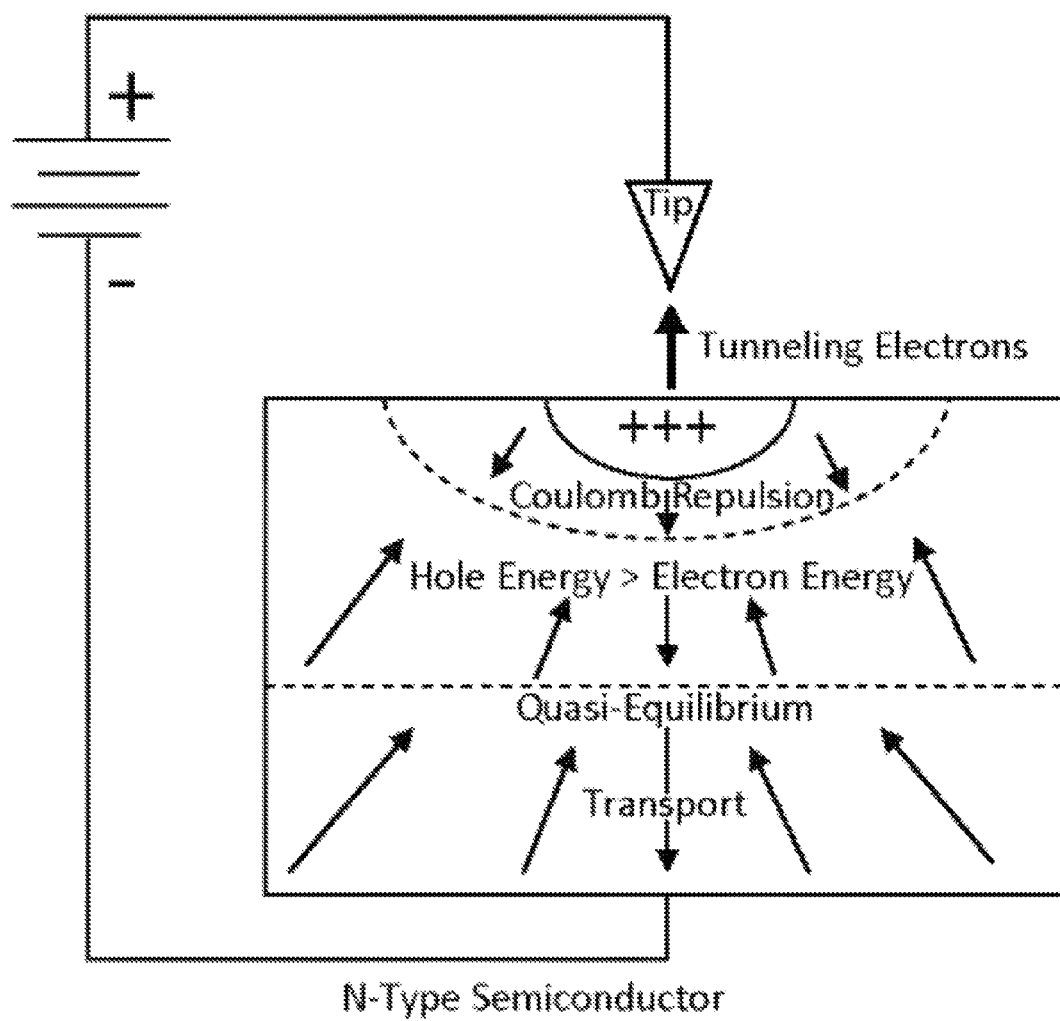 +
Tip
-
Tunneling Electrons
+++
Coulomb Repulsion
Hole Energy > Electron Energy
Quasi-Equilibrium
Transport
N-Type Semiconductor